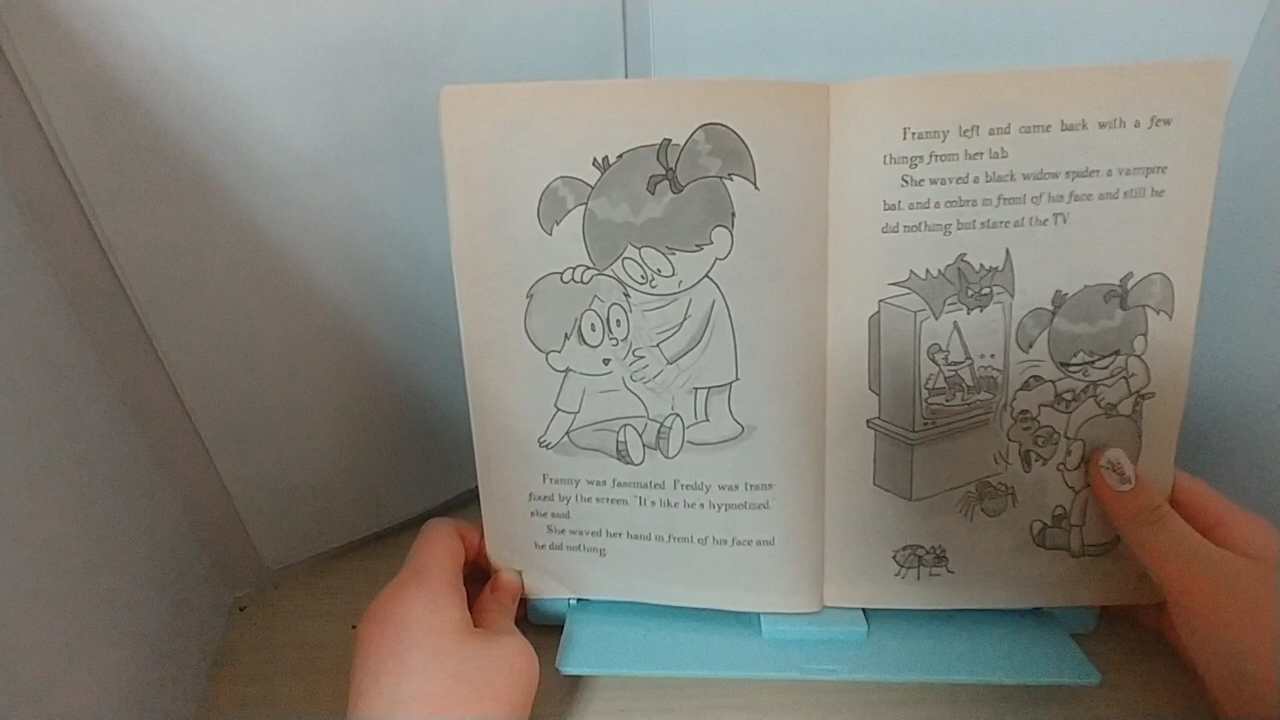 Franny was fascinated. Freddy was trans-
fixed by the screen. "It's like he's hypnotized,"
she said.
She waved her hand in front of his face and
he did nothing.
Franny left and came back with a few
things from her lab.
She waved a black widow spider, a vampire
bat, and a cobra in front of his face, and still he
did nothing but stare at the TV.